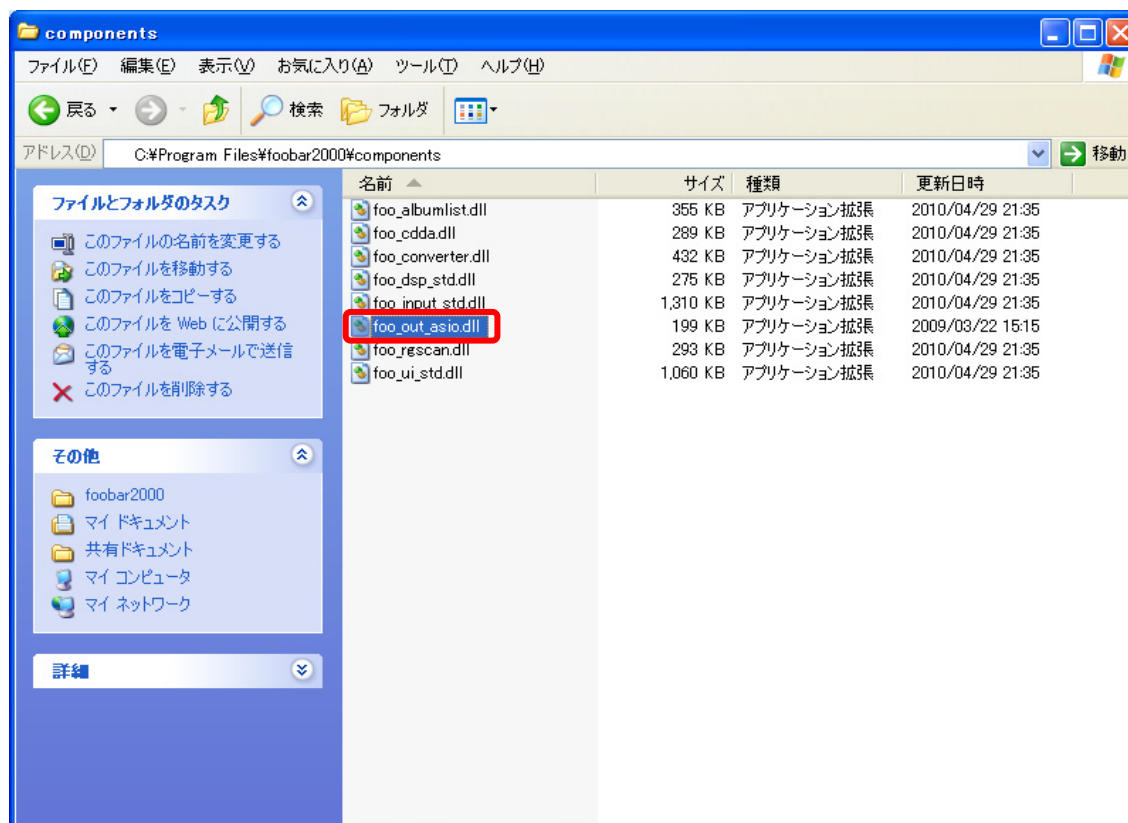 components
ファイル(F) 編集(E) 表示(V) お気に入り(A) ツール(T) ヘルプ(H)
戻る 検索 フォルダ
アドレス(D) C:¥Program Files¥foobar2000¥components 移動
ファイルとフォルダのタスク
このファイルの名前を変更する
このファイルを移動する
このファイルをコピーする
このファイルを Web に公開する
このファイルを電子メールで送信
する
このファイルを削除する
その他
foobar2000
マイ ドキュメント
共有ドキュメント
マイ コンピュータ
マイ ネットワーク
詳細
名前 サイズ 種類 更新日時
foo_albumlist.dll 355 KB アプリケーション拡張 2010/04/29 21:35
foo_cdda.dll 289 KB アプリケーション拡張 2010/04/29 21:35
foo_converter.dll 432 KB アプリケーション拡張 2010/04/29 21:35
foo_dsp_std.dll 275 KB アプリケーション拡張 2010/04/29 21:35
foo_input_std.dll 1,310 KB アプリケーション拡張 2010/04/29 21:35
foo_out_asio.dll 199 KB アプリケーション拡張 2009/03/22 15:15
foo_rgscan.dll 293 KB アプリケーション拡張 2010/04/29 21:35
foo_ui_std.dll 1,060 KB アプリケーション拡張 2010/04/29 21:35